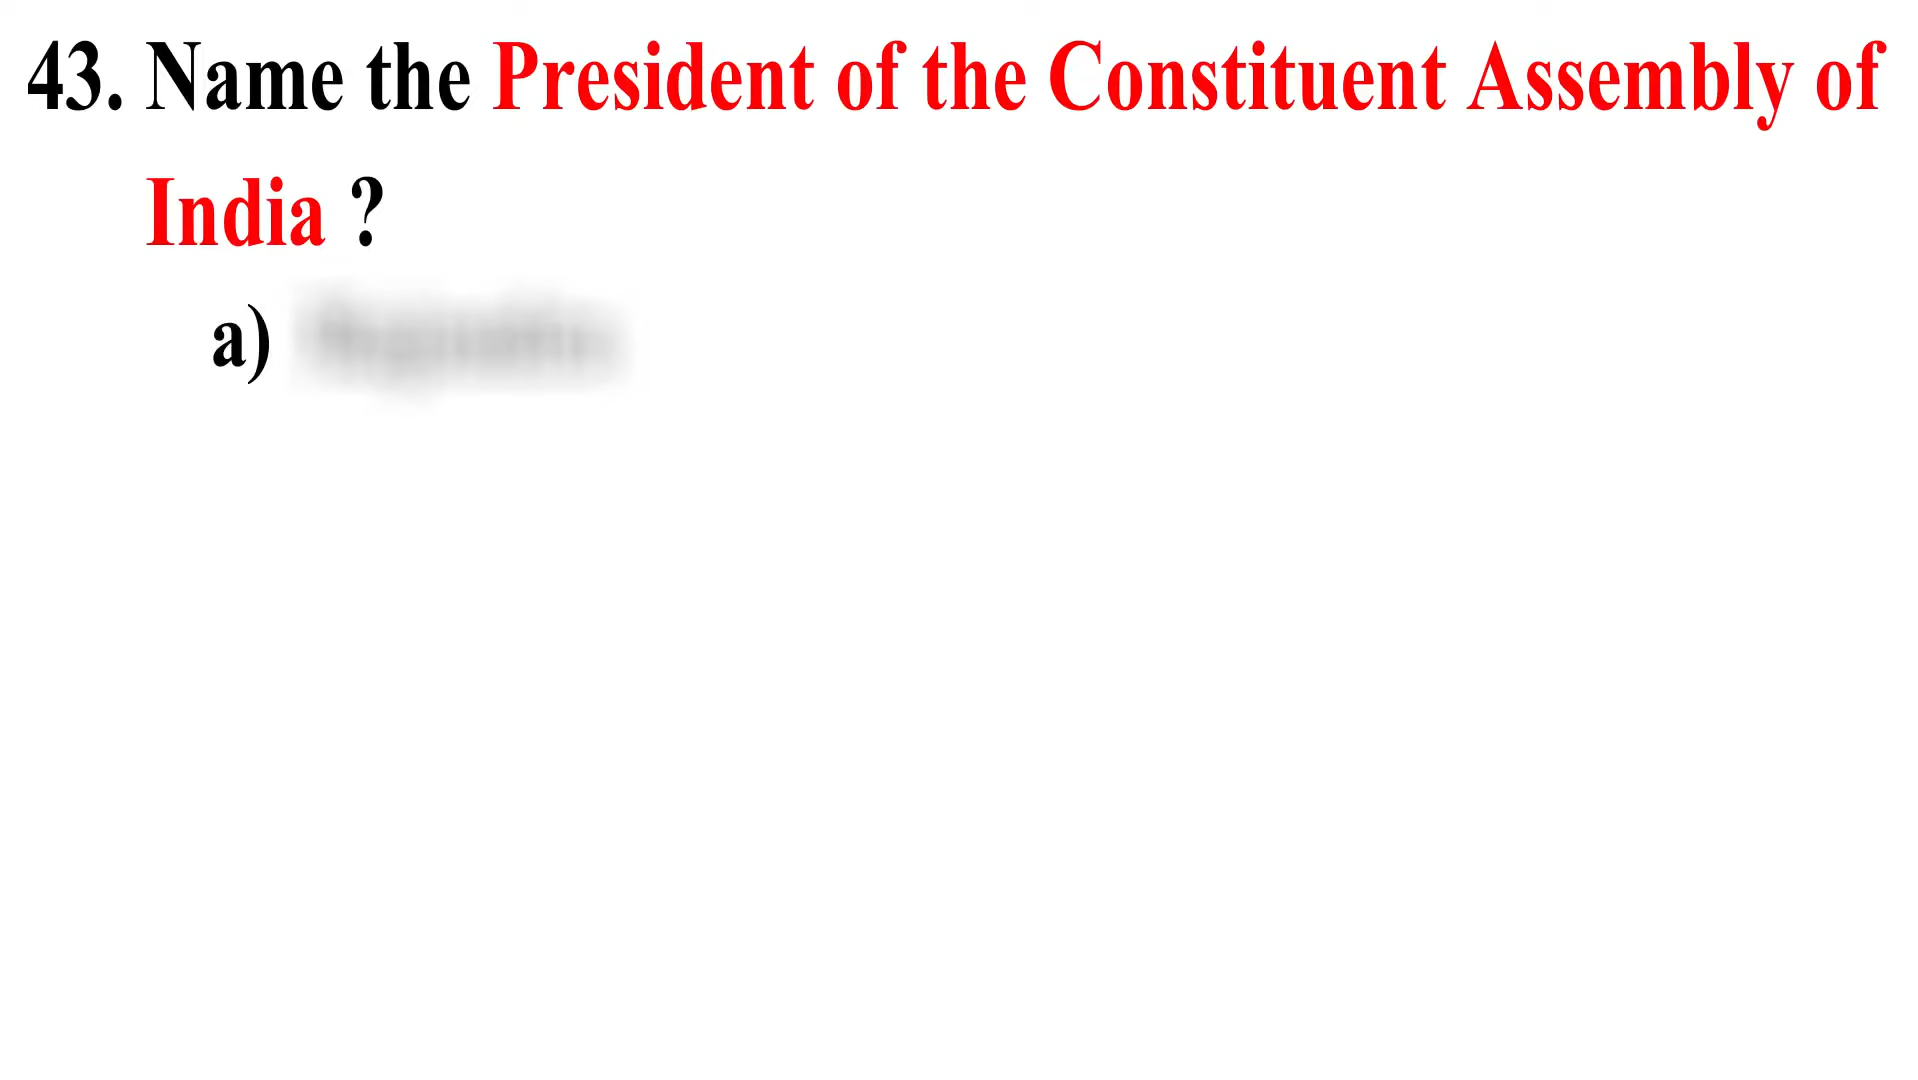 43. Name the President of the Constituent Assembly of
India ?
a)